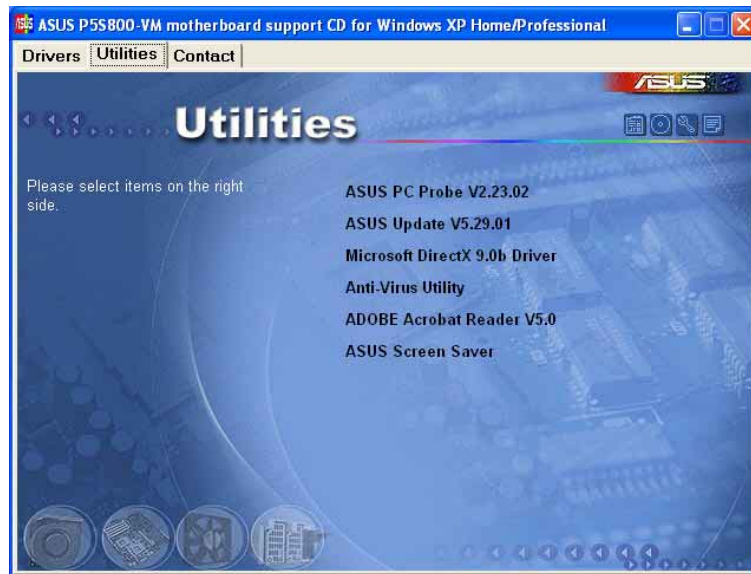 ASUS P5S800-VM motherboard support CD for Windows XP Home/Professional
Drivers Utilities Contact
ASUS
Utilities
Please select items on the right
side.
ASUS PC Probe V2.23.02
ASUS Update V5.29.01
Microsoft DirectX 9.0b Driver
Anti-Virus Utility
ADOBE Acrobat Reader V5.0
ASUS Screen Saver